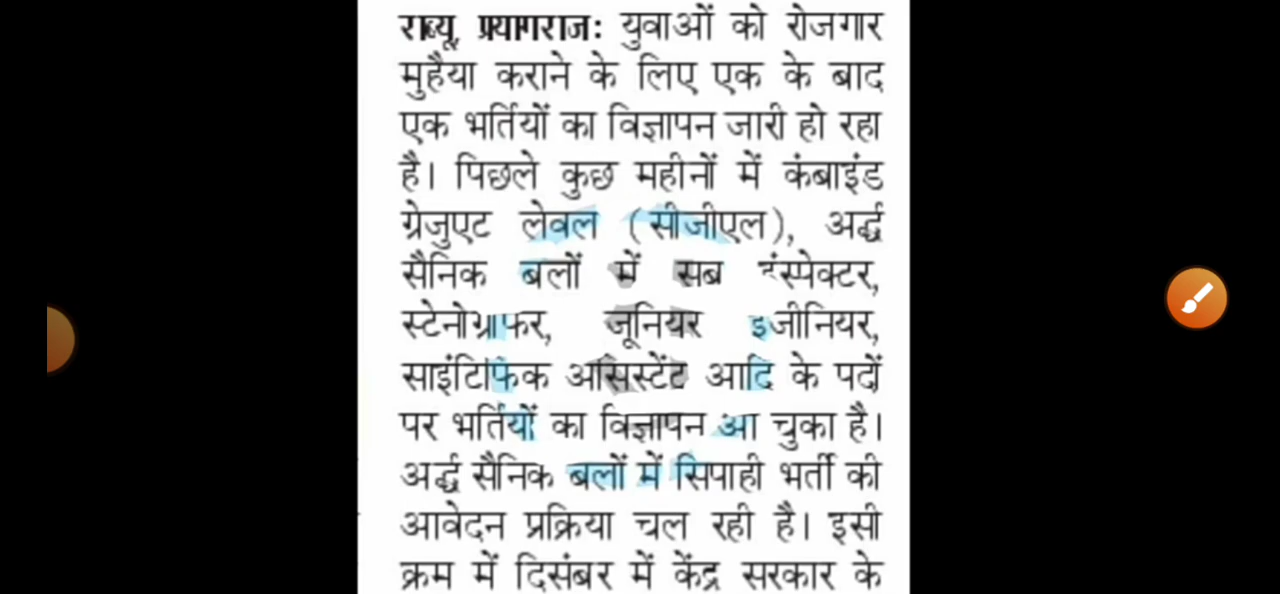 राब्यू, प्रयागराज: युवाओं को रोजगार
मुहैया कराने के लिए एक के बाद
एक भर्तियों का विज्ञापन जारी हो रहा
है। पिछले कुछ महीनों में कंबाइंड
ग्रेजुएट लेवल (सीजीएल), अर्द्ध
सैनिक बलों में सब इंस्पेक्टर,
स्टेनोग्राफर, जूनियर इंजीनियर,
साइंटिफिक असिस्टेंट आदि के पदों
पर भर्तियों का विज्ञापन आ चुका है।
अर्द्ध सैनिक बलों में सिपाही भर्ती की
आवेदन प्रक्रिया चल रही है। इसी
क्रम में दिसंबर में केंद्र सरकार के